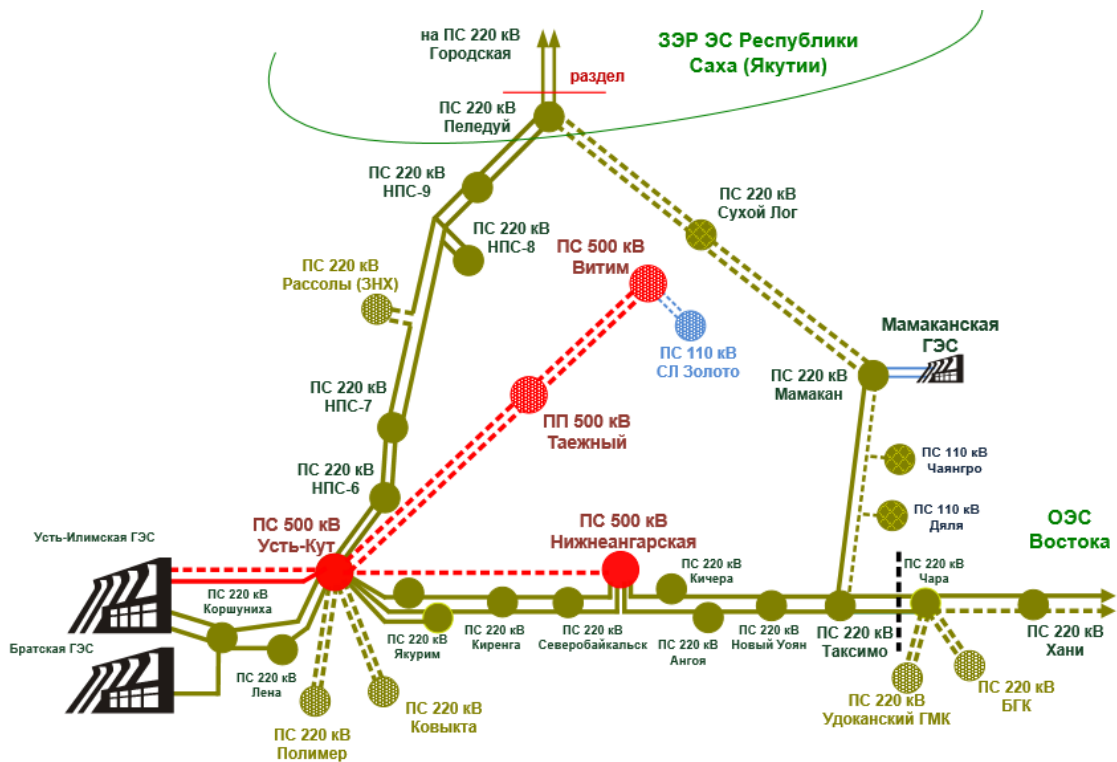 на ПС 220 кВ
Городская
ЗЭР ЭС Республики
Саха (Якутии)
раздел
ПС 220 кВ
Пеледуй
ПС 220 кВ
НПС-9
ПС 220 кВ
Сухой Лог
ПС 220 кВ
НПС-8
ПС 500 кВ
Витим
ПС 220 кВ
Рассолы (ЗНХ)
Мамаканская
ГЭС
ПС 110 кВ
СЛ Золото
ПС 220 кВ
Мамакан
ПС 220 кВ
НПС-7
ПП 500 кВ
Таежный
ПС 110 кВ
Чаянгро
ПС 220 кВ
НПС-6
ПС 110 кВ
Дяля
ПС 500 кВ
Усть-Кут
ПС 500 кВ
Нижнеангарская
ОЭС
Востока
Усть-Илимская ГЭС
ПС 220 кВ
Кичера
ПС 220 кВ
Чара
ПС 220 кВ
Коршуниха
Братская ГЭС
ПС 220 кВ
Лена
ПС 220 кВ
Якурим
ПС 220 кВ
Киренга
ПС 220 кВ
Северобайкальск
ПС 220 кВ
Ангоя
ПС 220 кВ
Новый Уоян
ПС 220 кВ
Таксимо
ПС 220 кВ
Хани
ПС 220 кВ
Полимер
ПС 220 кВ
Ковыкта
ПС 220 кВ
Удоканский ГМК
ПС 220 кВ
БГК